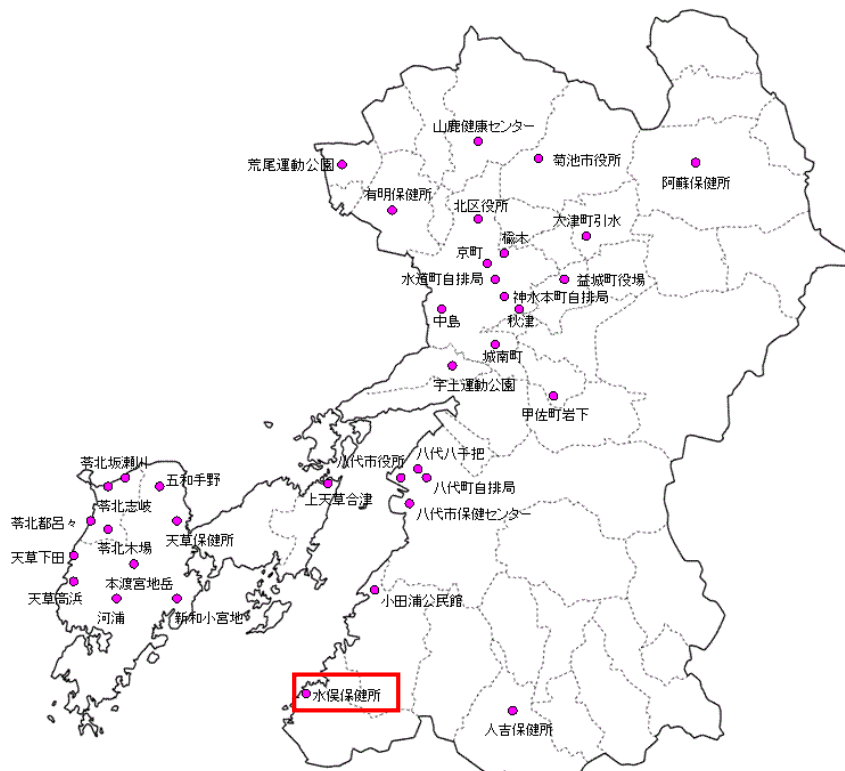 山鹿健康センター
菊池市役所
荒尾運動公園
阿蘇保健所
有明保健所
北区役所
大津町引水
楡木
京町
水道町自排局
益城町役場
神水本町自排局
中島
秋津
城南町
宇土運動公園
甲佐町岩下
苓北坂瀬川
五和手野
八代市役所
八代八千把
上天草合津
八代町自排局
苓北志岐
八代市保健センター
苓北都呂々
天草保健所
苓北木場
天草下田
本渡宮地岳
天草高浜
河浦
新和小宮地
小田浦公民館
水俣保健所
人吉保健所